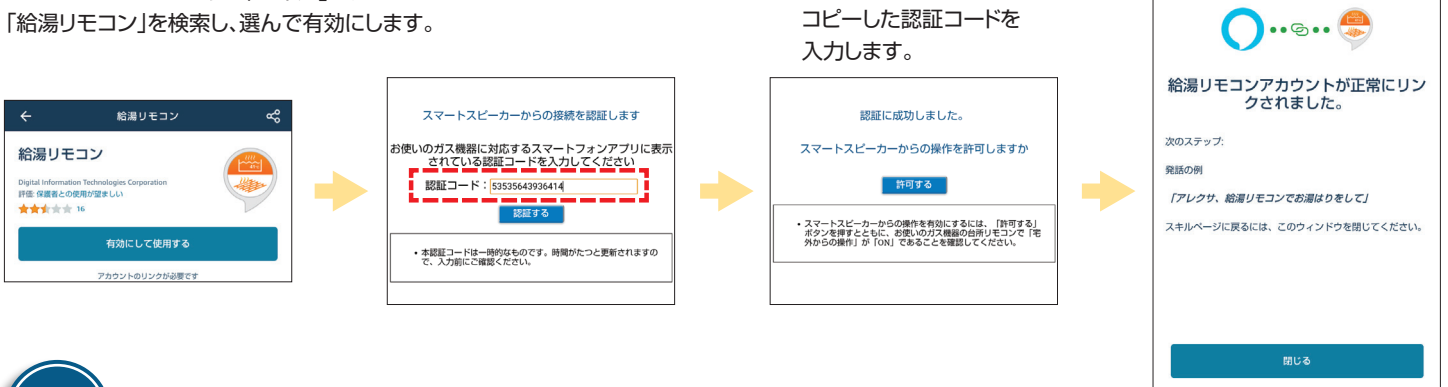 「給湯リモコン」を検索し、選んで有効にします。
給湯リモコン
給湯リモコン
Digital Information Technologies Corporation
評価: 保護者との使用が望ましい
16
有効にして使用する
アカウントのリンクが必要です
スマートスピーカーからの接続を認証します
お使いのガス機器に対応するスマートフォンアプリに表示
されている認証コードを入力してください
認証コード：53535643936414
認証する
・本認証コードは一時的なものです。時間がたつと更新されますの
で、入力前にご確認ください。
コピーした認証コードを
入力します。
認証に成功しました。
スマートスピーカーからの操作を許可しますか
許可する
・スマートスピーカーからの操作を有効にするには、「許可する」
ボタンを押すとともに、お使いのガス機器の台所リモコンで「宅
外からの操作」が「ON」であることを確認してください。
給湯リモコンアカウントが正常にリン
クされました。
次のステップ:
発話の例
「アレクサ、給湯リモコンでお湯はりをして」
スキルページに戻るには、このウィンドウを閉じてください。
閉じる